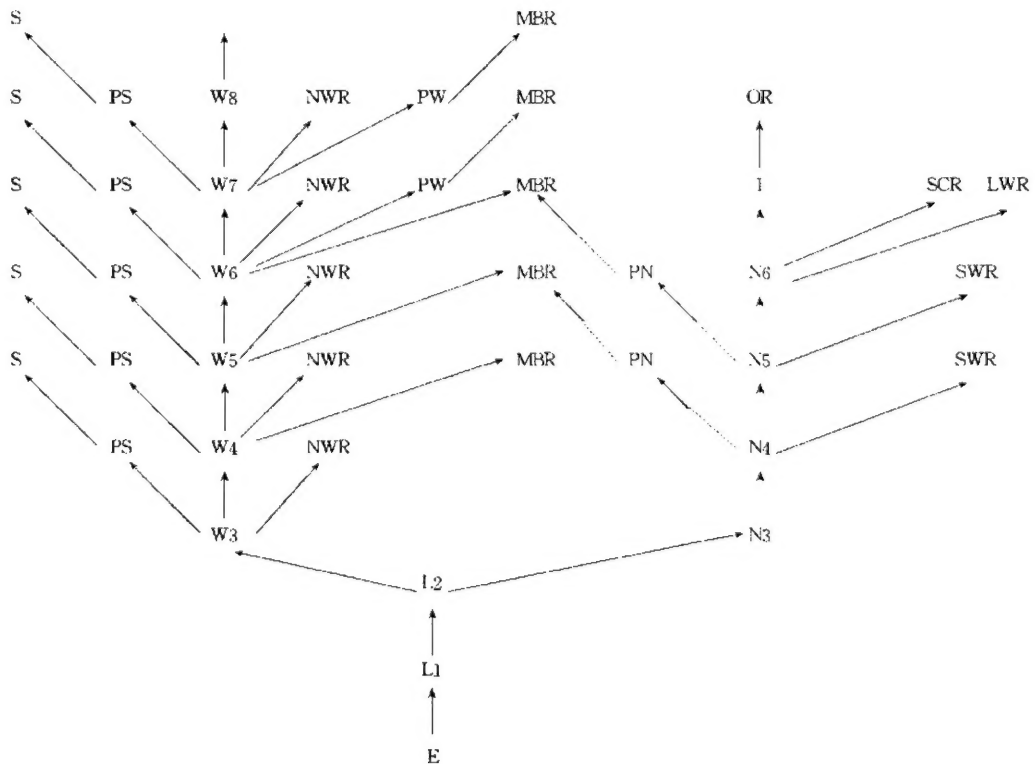 S MBR
S PS W8 NWR PW MBR OR
S PS W7 NWR PW MBR I SCR LWR
S PS W6 NWR MBR PN N6 SWR
S PS W5 NWR MBR PN N5 SWR
PS W4 NWR N4
W3 N3
L2
L1
E